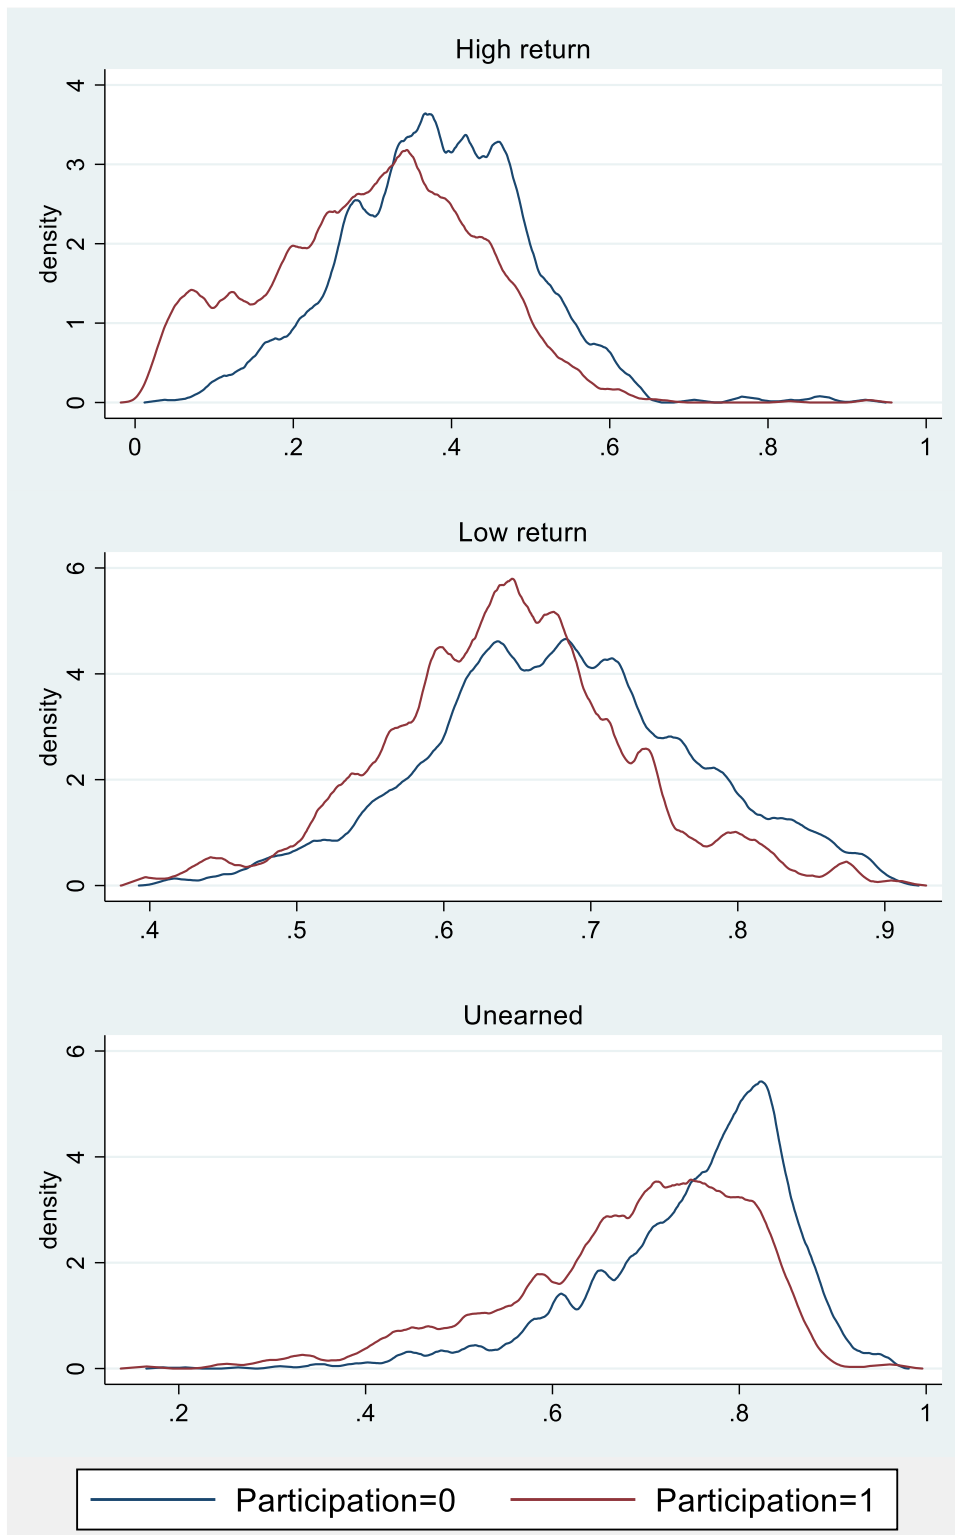 High return
density
4
3
2
1
0
0 .2 .4 .6 .8 1
Low return
density
6
4
2
0
.4 .5 .6 .7 .8 .9
Unearned
density
6
4
2
0
.2 .4 .6 .8 1
Participation=0 Participation=1